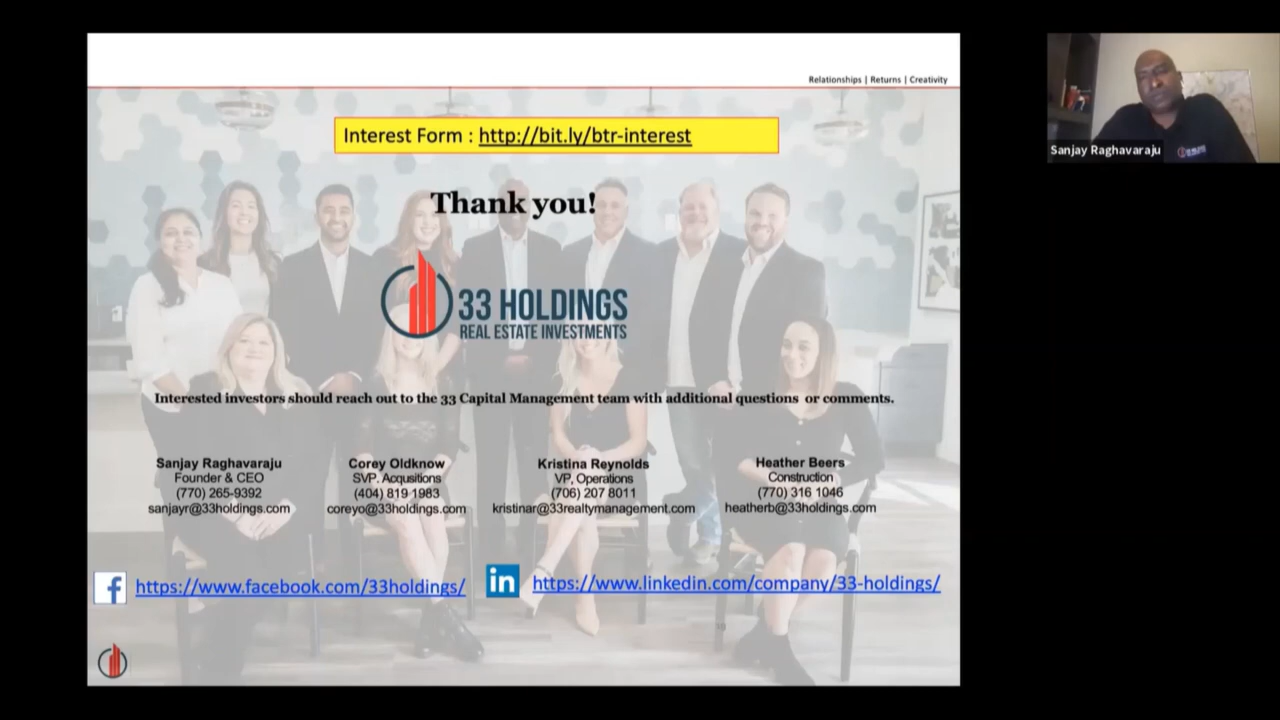 Relationships | Returns | Creativity
Interest Form : http://bit.ly/btr-interest
Thank you!
33 HOLDINGS
REAL ESTATE INVESTMENTS
Interested investors should reach out to the 33 Capital Management team with additional questions or comments.
Sanjay Raghavaraju
Founder & CEO
(770) 265-9392
sanjayr@33holdings.com
Corey Oldknow
SVP. Acqusitions
(404) 819 1983
coreyo@33holdings.com
Kristina Reynolds
VP, Operations
(706) 207 8011
kristinar@33realtymanagement.com
Heather Beers
Construction
(770) 316 1046
heatherb@33holdings.com
f https://www.facebook.com/33holdings/
in https://www.linkedin.com/company/33-holdings/
Sanjay Raghavaraju